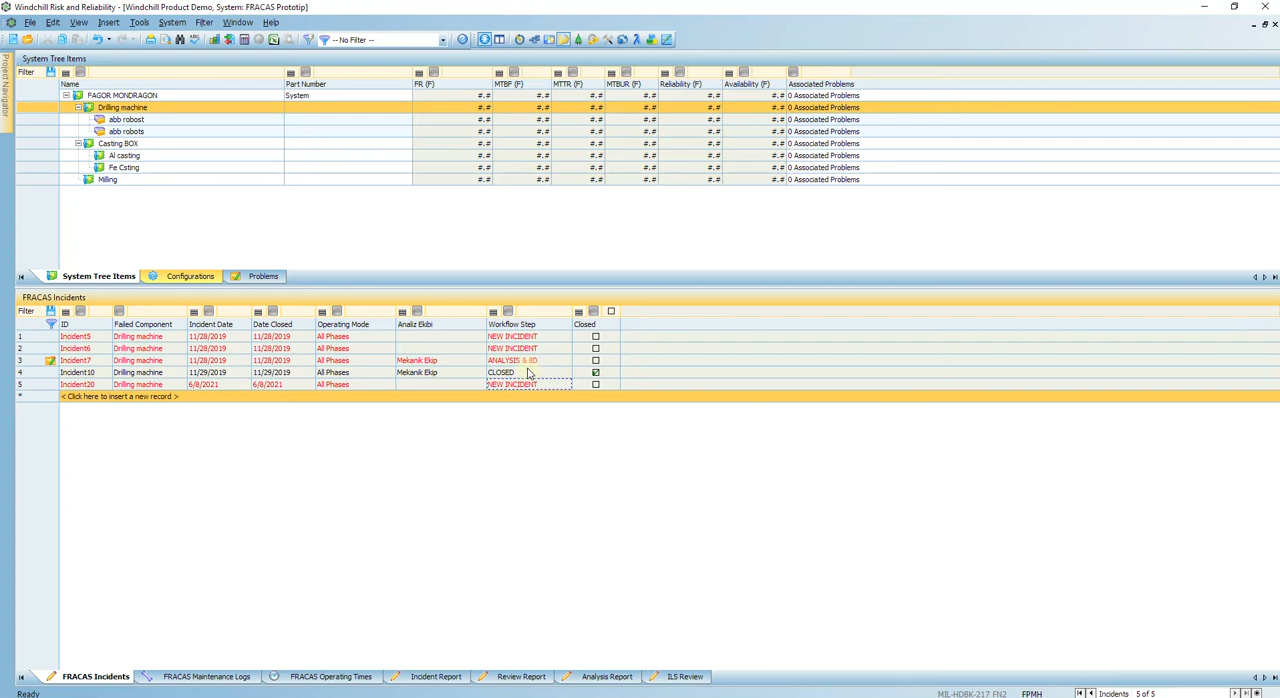 Windchill Risk and Reliability - [Windchill Product Demo, System: FRACAS Prototip]
File Edit View Insert Tools System Filter Window Help
-- No Filter --
Project Navigator
System Tree Items
Filter
Name Part Number FR (F) MTBF (F) MTTR (F) MTBUR (F) Reliability (F) Availability (F) Associated Problems
FAGOR MONDRAGON System #.# #.# #.# #.# #.# #.# 0 Associated Problems
Drilling machine #.# #.# #.# #.# #.# #.# 0 Associated Problems
abb robost #.# #.# #.# #.# #.# #.# 0 Associated Problems
abb robots #.# #.# #.# #.# #.# #.# 0 Associated Problems
Casting BOX #.# #.# #.# #.# #.# #.# 0 Associated Problems
Al casting #.# #.# #.# #.# #.# #.# 0 Associated Problems
Fe Csting #.# #.# #.# #.# #.# #.# 0 Associated Problems
Milling #.# #.# #.# #.# #.# #.# 0 Associated Problems
System Tree Items Configurations Problems
FRACAS Incidents
Filter
ID Failed Component Incident Date Date Closed Operating Mode Analiz Ekibi Workflow Step Closed
1 Incident5 Drilling machine 11/28/2019 11/28/2019 All Phases NEW INCIDENT
2 Incident6 Drilling machine 11/28/2019 11/28/2019 All Phases NEW INCIDENT
3 Incident7 Drilling machine 11/28/2019 11/28/2019 All Phases Mekanik Ekip ANALYSIS & 8D
4 Incident10 Drilling machine 11/29/2019 11/29/2019 All Phases Mekanik Ekip CLOSED
5 Incident20 Drilling machine 6/8/2021 6/8/2021 All Phases NEW INCIDENT
* < Click here to insert a new record >
FRACAS Incidents FRACAS Maintenance Logs FRACAS Operating Times Incident Report Review Report Analysis Report ILS Review
Ready MIL-HDBK-217 FN2 FPMH Incidents 5 of 5